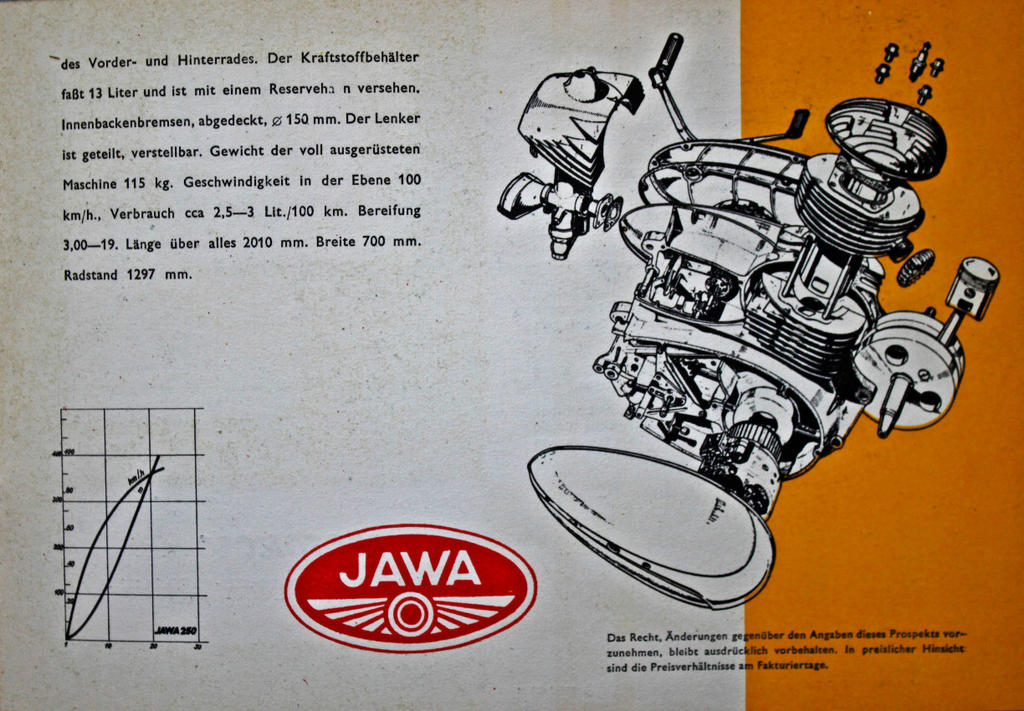 des Vorder- und Hinterrades. Der Kraftstoffbehälter
faßt 13 Liter und ist mit einem Reserveha n versehen.
Innenbackenbremsen, abgedeckt, ⌀ 150 mm. Der Lenker
ist geteilt, verstellbar. Gewicht der voll ausgerüsteten
Maschine 115 kg. Geschwindigkeit in der Ebene 100
km/h., Verbrauch cca 2,5—3 Lit./100 km. Bereifung
3,00—19. Länge über alles 2010 mm. Breite 700 mm.
Radstand 1297 mm.
km/h
JAWA 250
10
20
30
JAWA
Das Recht, Änderungen gegenüber den Angaben dieses Prospekts vor-
zunehmen, bleibt ausdrücklich vorbehalten. In preislicher Hinsicht
sind die Preisverhältnisse am Fakturiertage.